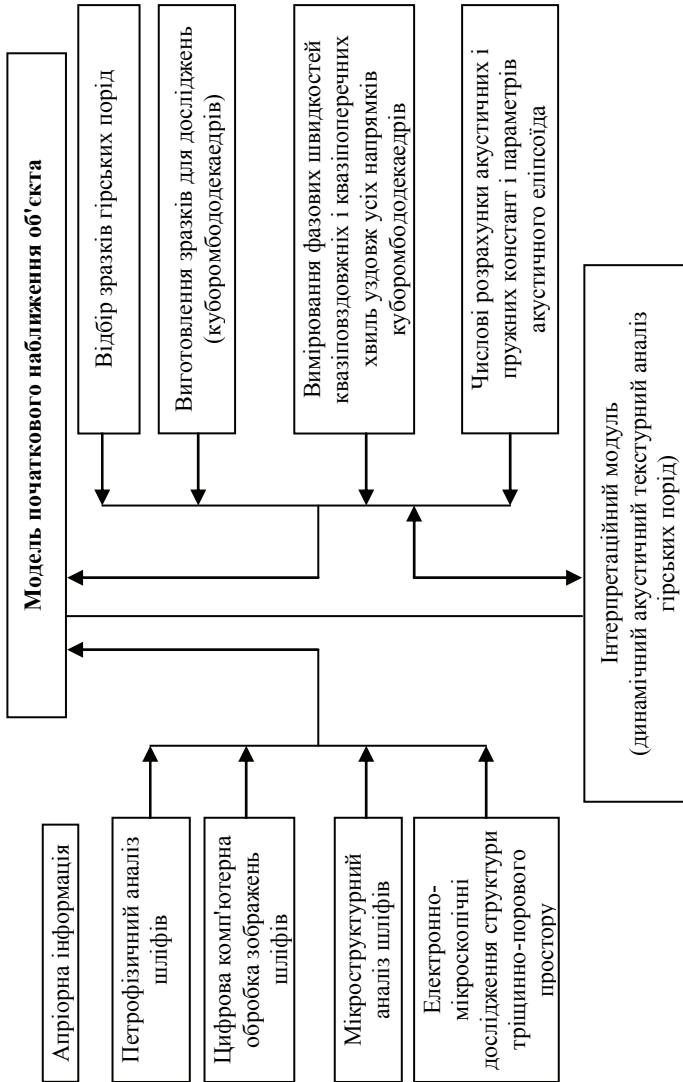 Модель початкового наближення об'єкта
Апріорна інформація
Петрофізичний аналіз
шліфів
Цифрова комп'ютерна
обробка зображень
шліфів
Мікроструктурний
аналіз шліфів
Електронно-
мікроскопічні
дослідження структури
тріщинно-порового
простору
Відбір зразків гірських порід
Виготовлення зразків для досліджень
(куборомбододекаедрів)
Вимірювання фазових швидкостей
квазіповздовжніх і квазіпоперечних
хвиль уздовж усіх напрямків
куборомбододекаедрів
Числові розрахунки акустичних і
пружних констант і параметрів
акустичного еліпсоїда
Інтерпретаційний модуль
(динамічний акустичний текстурний аналіз
гірських порід)